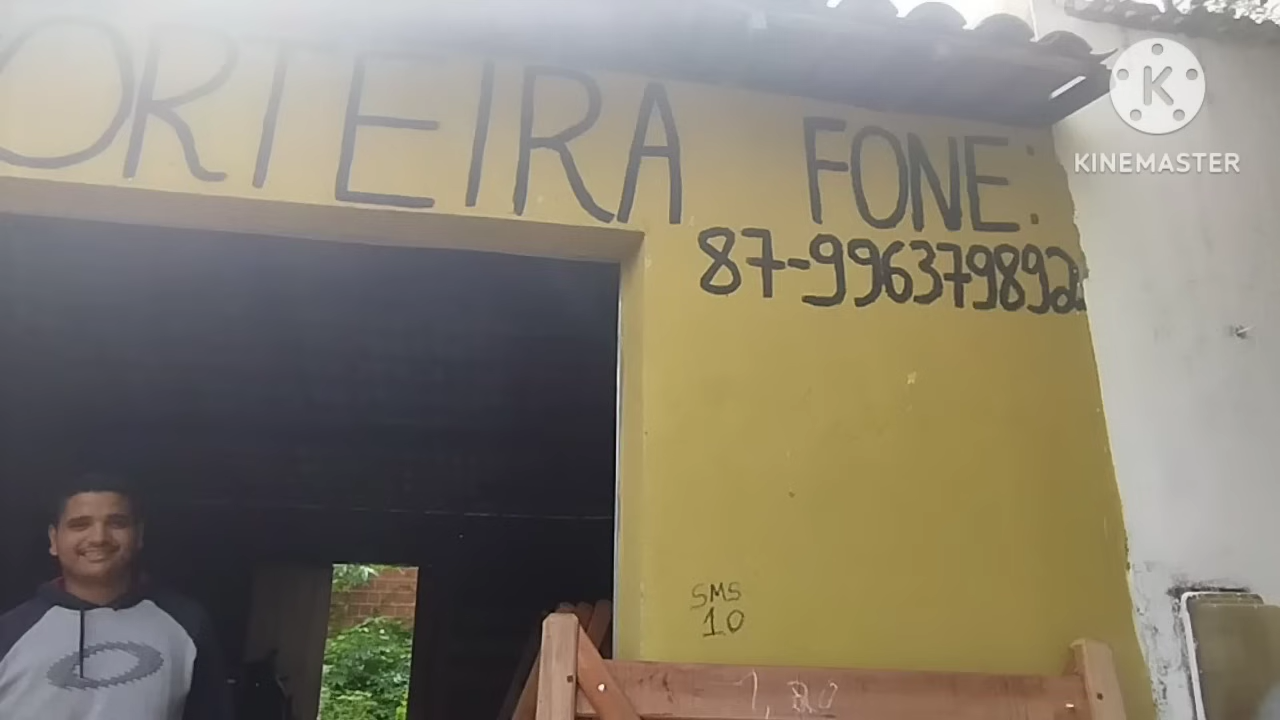 ORTEIRA FONE:
87-996379892
SMS
10
1,80
K
KINEMASTER